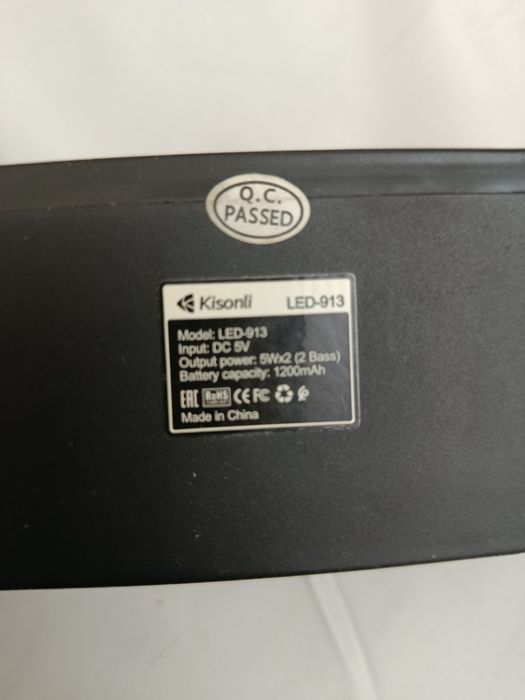 Q.C.
PASSED
Kisonli LED-913
Model: LED-913
Input: DC 5V
Output power: 5Wx2 (2 Bass)
Battery capacity: 1200mAh
EAC RoHS CE FC
Made in China